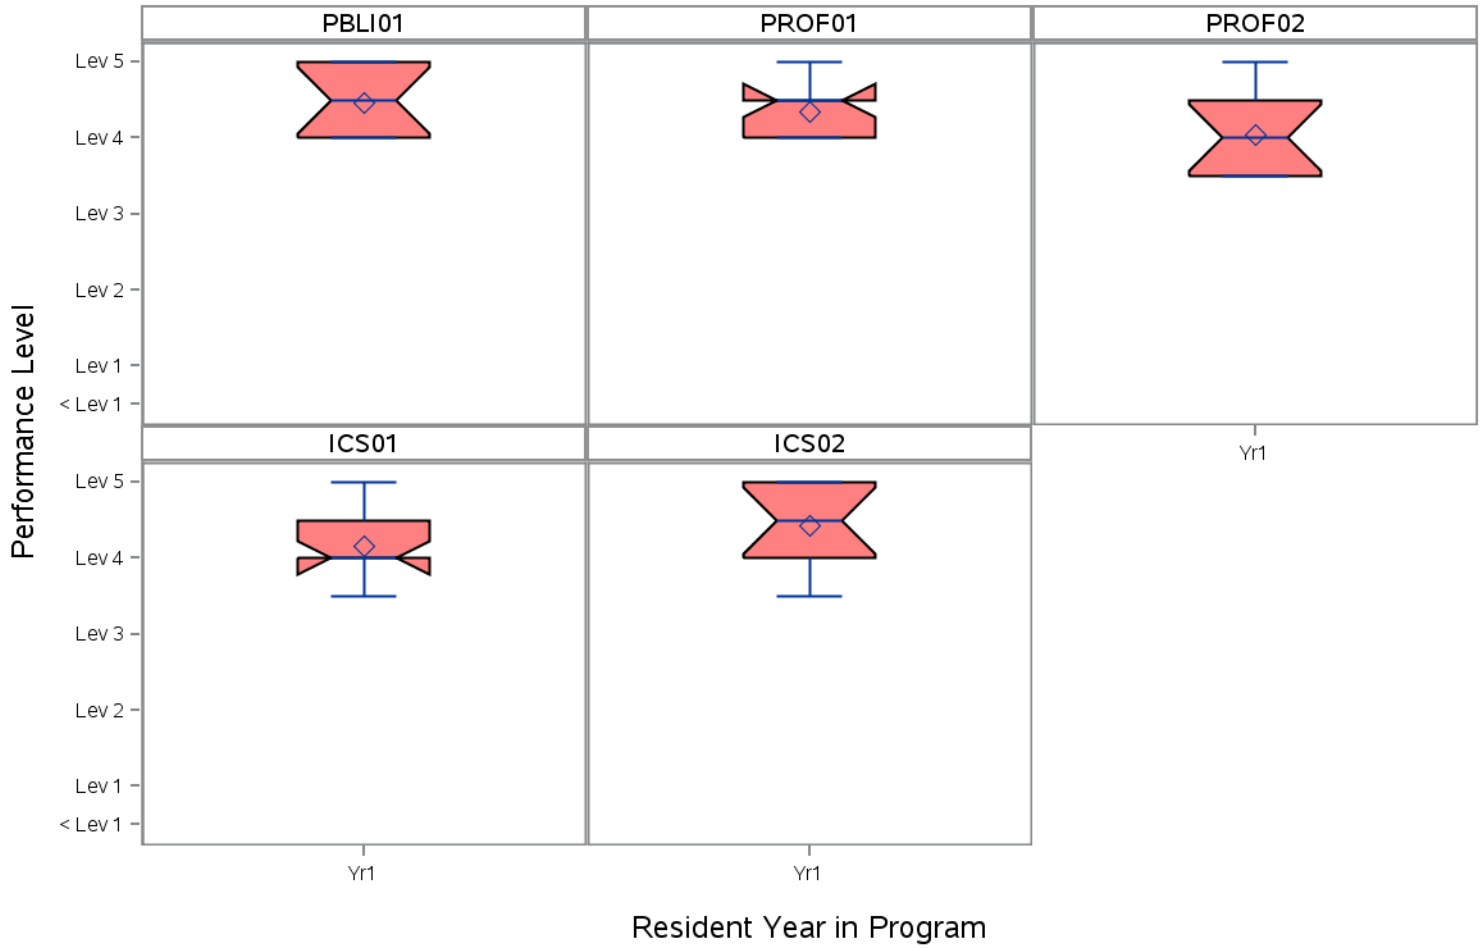 PBLI01
PROF01
PROF02
Lev 5
Lev 4
Lev 3
Lev 2
Lev 1
< Lev 1
Yr1
ICS01
ICS02
Lev 5
Lev 4
Lev 3
Lev 2
Lev 1
< Lev 1
Yr1
Yr1
Performance Level
Resident Year in Program